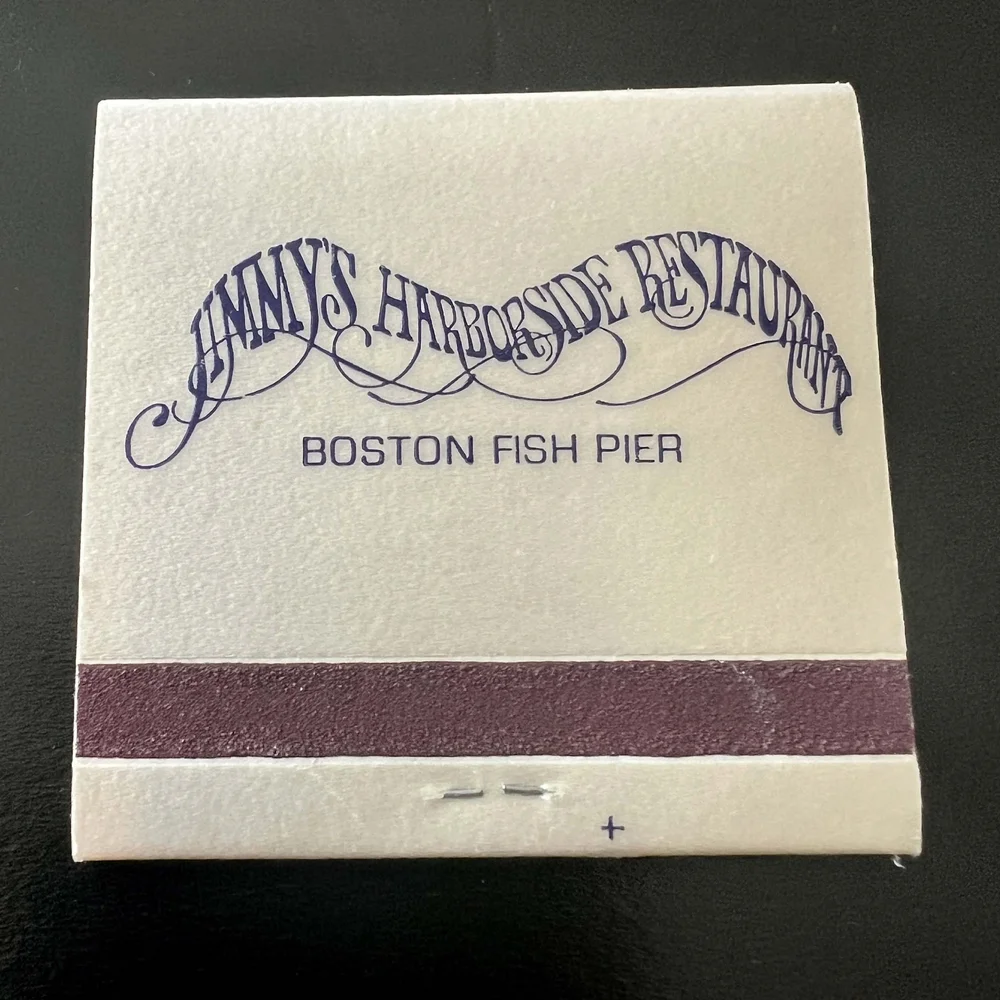 JIMMY'S HARBORSIDE RESTAURANT
BOSTON FISH PIER
+